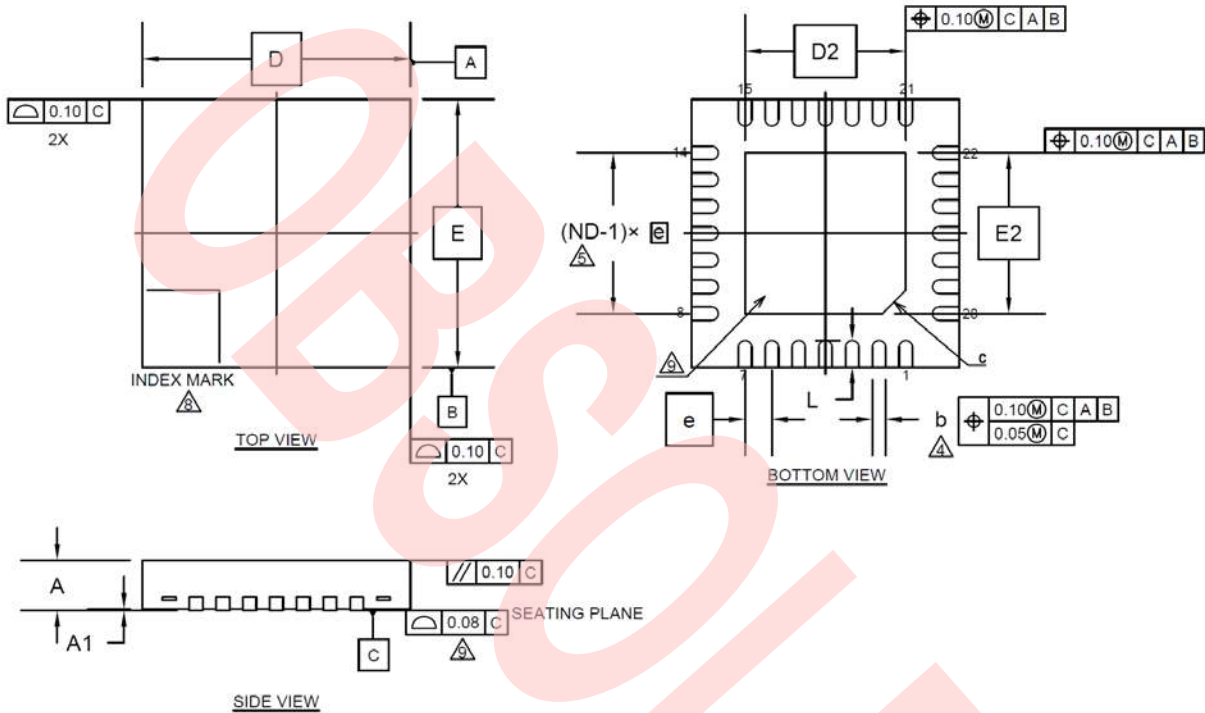 D
A
0.10 C
2X
E
INDEX MARK
8
B
TOP VIEW
0.10 C
2X
0.10 Ⓜ C A B
D2
15
21
0.10 Ⓜ C A B
14
22
(ND-1)× e
5
E2
8
28
9
7
1
c
L
e
b
4
0.10 Ⓜ C A B
0.05 Ⓜ C
BOTTOM VIEW
A
// 0.10 C
SEATING PLANE
0.08 C
9
A1
C
SIDE VIEW
OBSOL